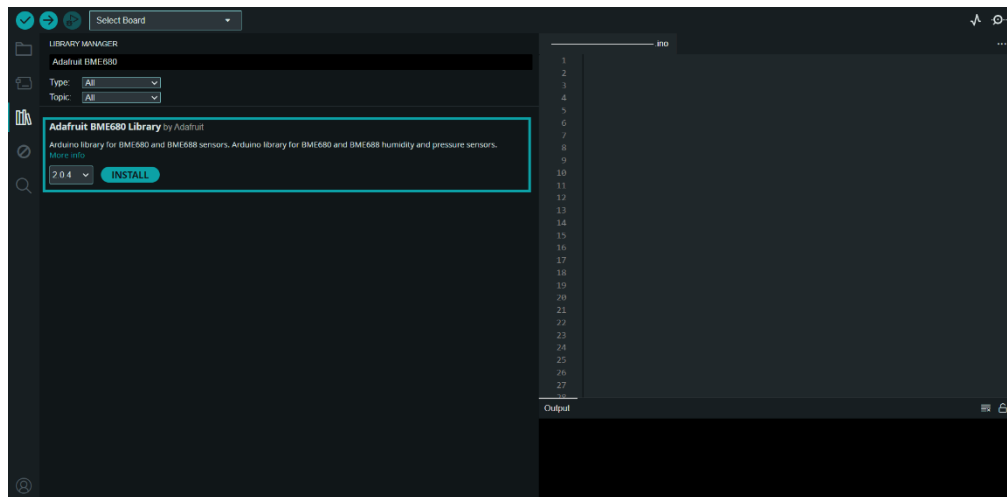 Select Board
LIBRARY MANAGER
Adafruit BME680
Type: All
Topic: All
Adafruit BME680 Library by Adafruit
Arduino library for BME680 and BME688 sensors. Arduino library for BME680 and BME688 humidity and pressure sensors.
More info
2.0.4 INSTALL
.ino
1
2
3
4
5
6
7
8
9
10
11
12
13
14
15
16
17
18
19
20
21
22
23
24
25
26
27
28
Output